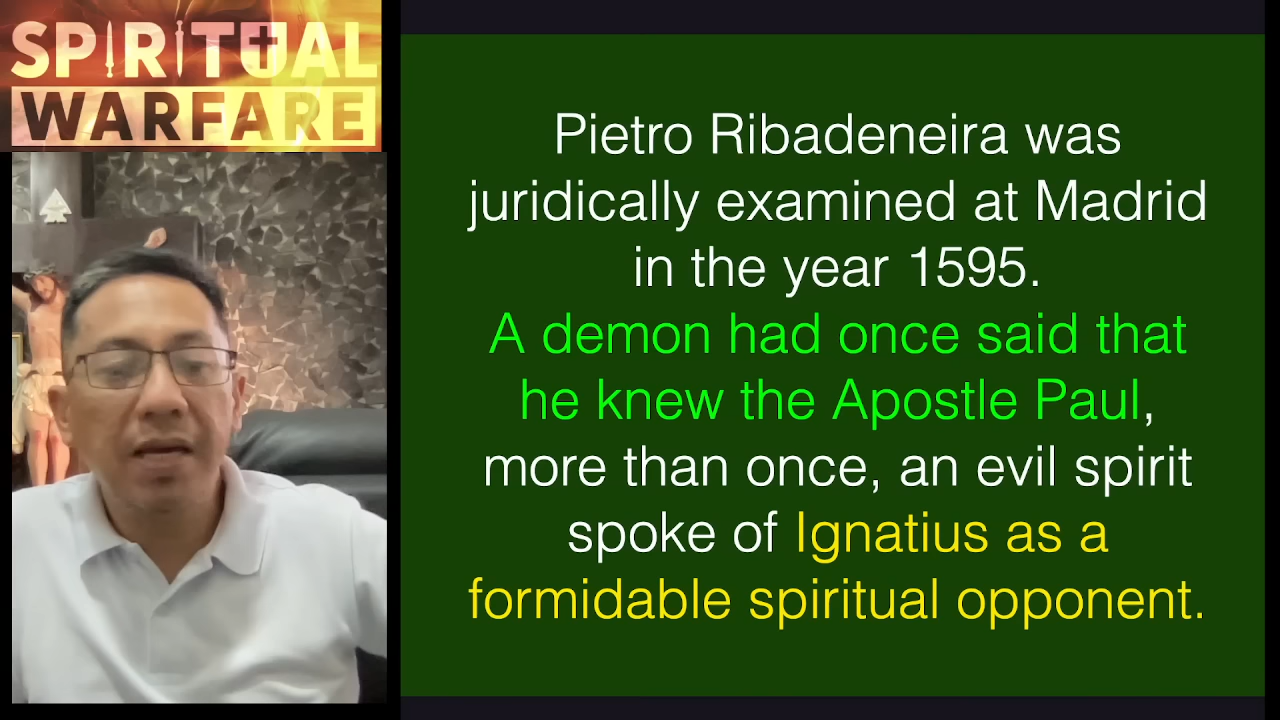 SPIRITUAL
WARFARE
Pietro Ribadeneira was
juridically examined at Madrid
in the year 1595.
A demon had once said that
he knew the Apostle Paul,
more than once, an evil spirit
spoke of Ignatius as a
formidable spiritual opponent.